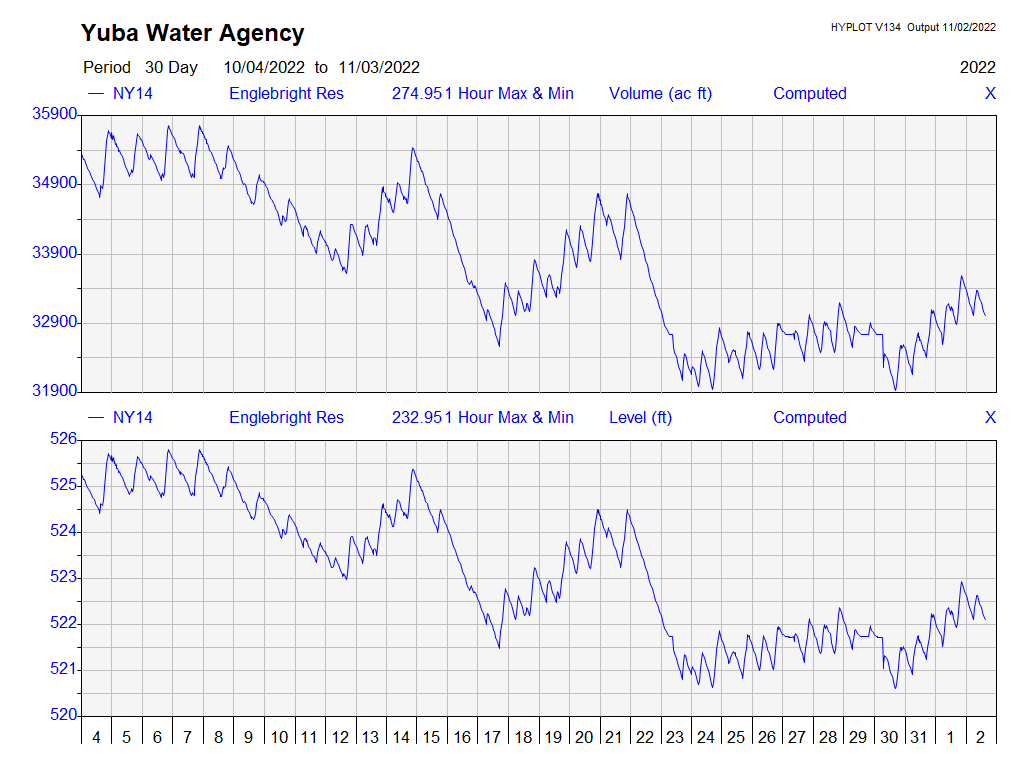 Yuba Water Agency
HYPLOT V134 Output 11/02/2022
Period 30 Day 10/04/2022 to 11/03/2022
2022
NY14 Englebright Res 274.951 Hour Max & Min Volume (ac ft) Computed X
35900
34900
33900
32900
31900
NY14 Englebright Res 232.951 Hour Max & Min Level (ft) Computed X
526
525
524
523
522
521
520
4 5 6 7 8 9 10 11 12 13 14 15 16 17 18 19 20 21 22 23 24 25 26 27 28 29 30 31 1 2